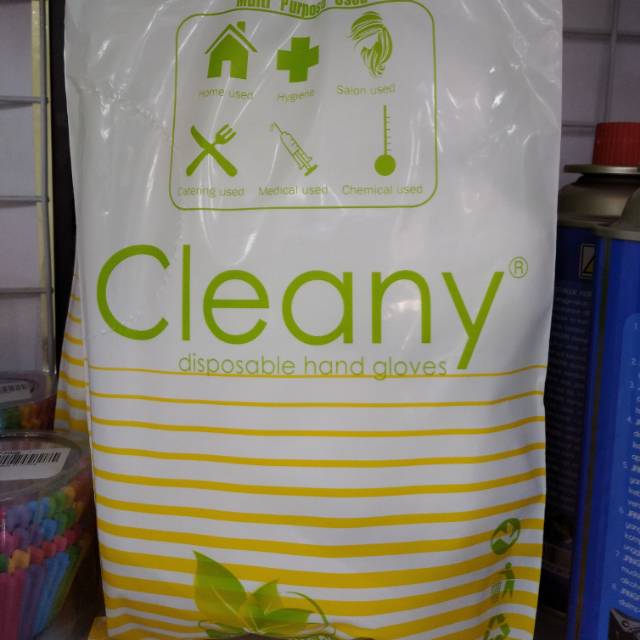 Multi Purpose Used
Home used Hygiene Salon used
Catering used Medical used Chemical used
Cleany®
disposable hand gloves